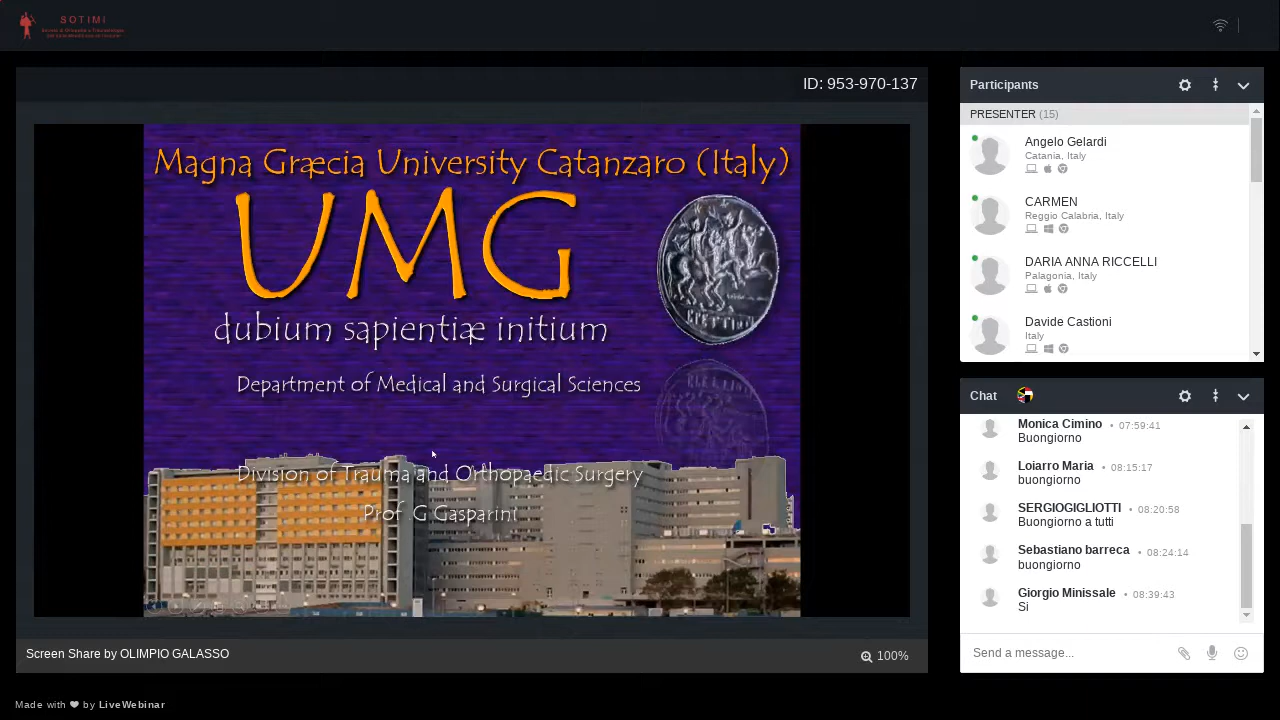 SOTIMI
ID: 953-970-137
Magna Græcia University Catanzaro (Italy)
UMG
dubium sapientiæ initium
Department of Medical and Surgical Sciences
Division of Trauma and Orthopaedic Surgery
Prof. G Gasparini
Screen Share by OLIMPIO GALASSO
100%
Participants
PRESENTER (15)
Angelo Gelardi
Catania, Italy
CARMEN
Reggio Calabria, Italy
DARIA ANNA RICCELLI
Palagonia, Italy
Davide Castioni
Italy
Chat
Monica Cimino • 07:59:41
Buongiorno
Loiarro Maria • 08:15:17
buongiorno
SERGIOGIGLIOTTI • 08:20:58
Buongiorno a tutti
Sebastiano barreca • 08:24:14
buongiorno
Giorgio Minissale • 08:39:43
Si
Send a message...
Made with by LiveWebinar